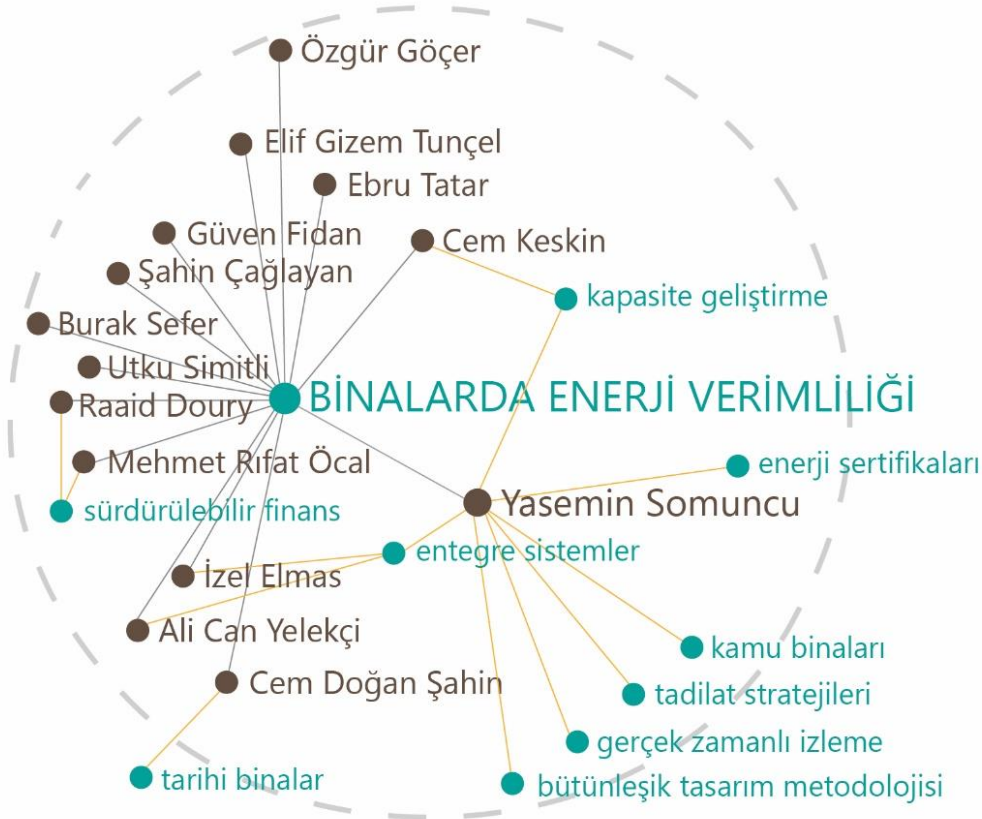 Özgür Göçer
Elif Gizem Tunçel
Ebru Tatar
Güven Fidan
Cem Keskin
Şahin Çağlayan
kapasite geliştirme
Burak Sefer
Utku Simitli
BİNALARDA ENERJİ VERİMLİLİĞİ
Raaid Doury
Mehmet Rıfat Öcal
enerji sertifikaları
Yasemin Somuncu
sürdürülebilir finans
entegre sistemler
İzel Elmas
Ali Can Yelekçi
kamu binaları
Cem Doğan Şahin
tadilat stratejileri
gerçek zamanlı izleme
tarihi binalar
bütünleşik tasarım metodolojisi